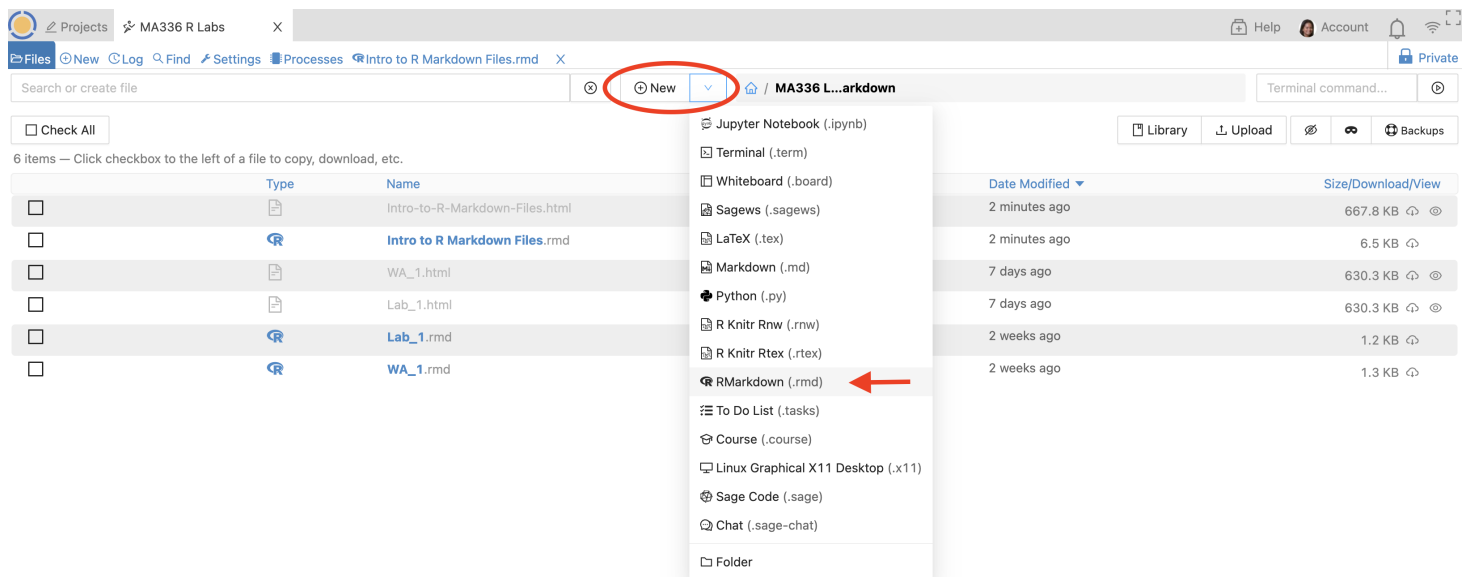 Projects MA336 R Labs X Help Account
Files New Log Find Settings Processes Intro to R Markdown Files.rmd X Private
Search or create file New / MA336 L...arkdown Terminal command...
Check All Library Upload Backups
6 items — Click checkbox to the left of a file to copy, download, etc.
Type Name Date Modified Size/Download/View
Intro-to-R-Markdown-Files.html 2 minutes ago 667.8 KB
Intro to R Markdown Files.rmd 2 minutes ago 6.5 KB
WA_1.html 7 days ago 630.3 KB
Lab_1.html 7 days ago 630.3 KB
Lab_1.rmd 2 weeks ago 1.2 KB
WA_1.rmd 2 weeks ago 1.3 KB
Jupyter Notebook (.ipynb)
Terminal (.term)
Whiteboard (.board)
Sagews (.sagews)
LaTeX (.tex)
Markdown (.md)
Python (.py)
R Knitr Rnw (.rnw)
R Knitr Rtex (.rtex)
RMarkdown (.rmd)
To Do List (.tasks)
Course (.course)
Linux Graphical X11 Desktop (.x11)
Sage Code (.sage)
Chat (.sage-chat)
Folder